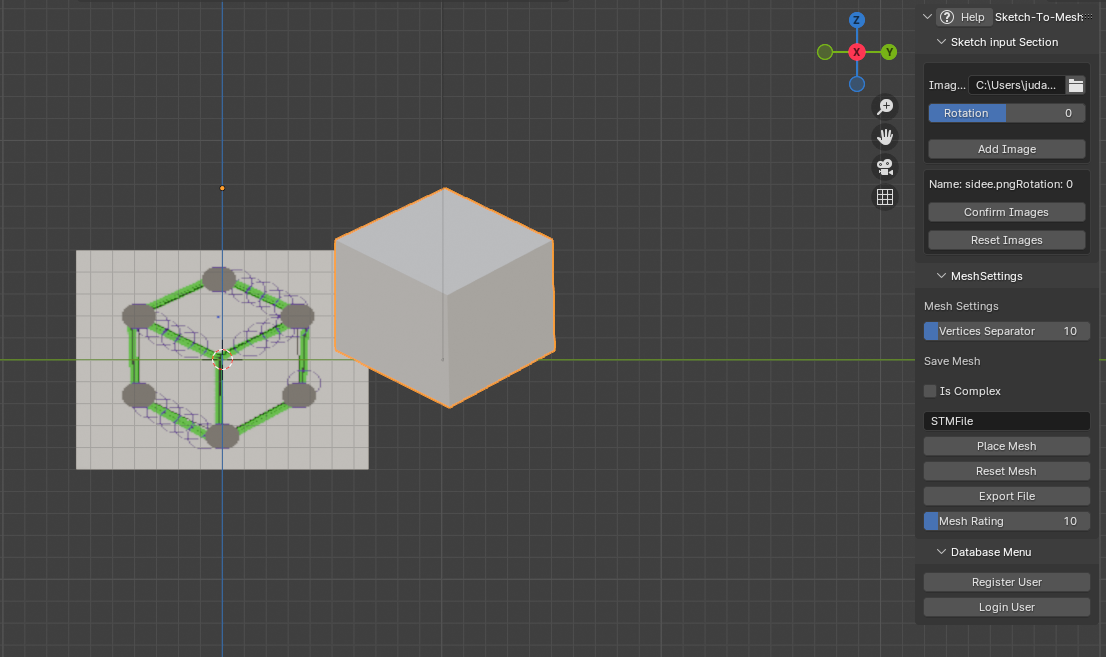 Help Sketch-To-Mesh
Sketch input Section
Imag... C:\Users\juda...
Rotation 0
Add Image
Name: sidee.pngRotation: 0
Confirm Images
Reset Images
MeshSettings
Mesh Settings
Vertices Separator 10
Save Mesh
Is Complex
STMFile
Place Mesh
Reset Mesh
Export File
Mesh Rating 10
Database Menu
Register User
Login User
Z
X
Y